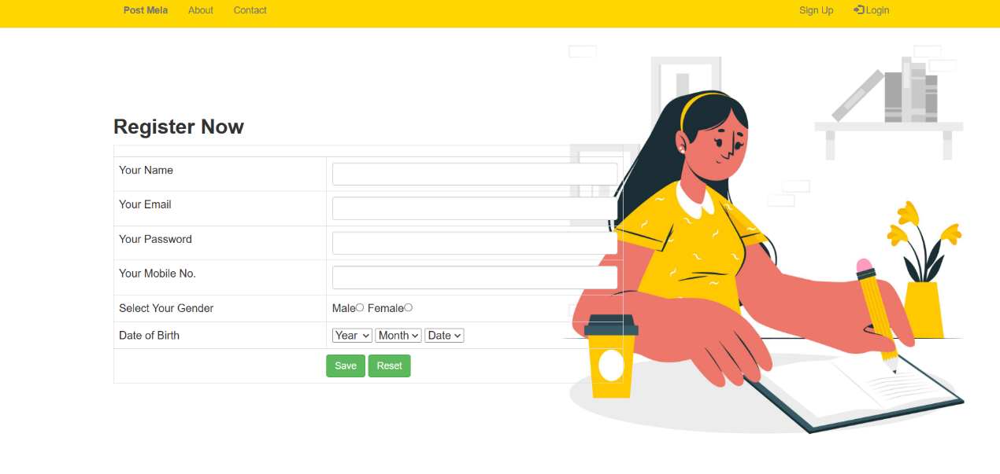 Post Mela About Contact Sign Up Login
Register Now
Your Name
Your Email
Your Password
Your Mobile No.
Select Your Gender Male Female
Date of Birth Year Month Date
Save Reset